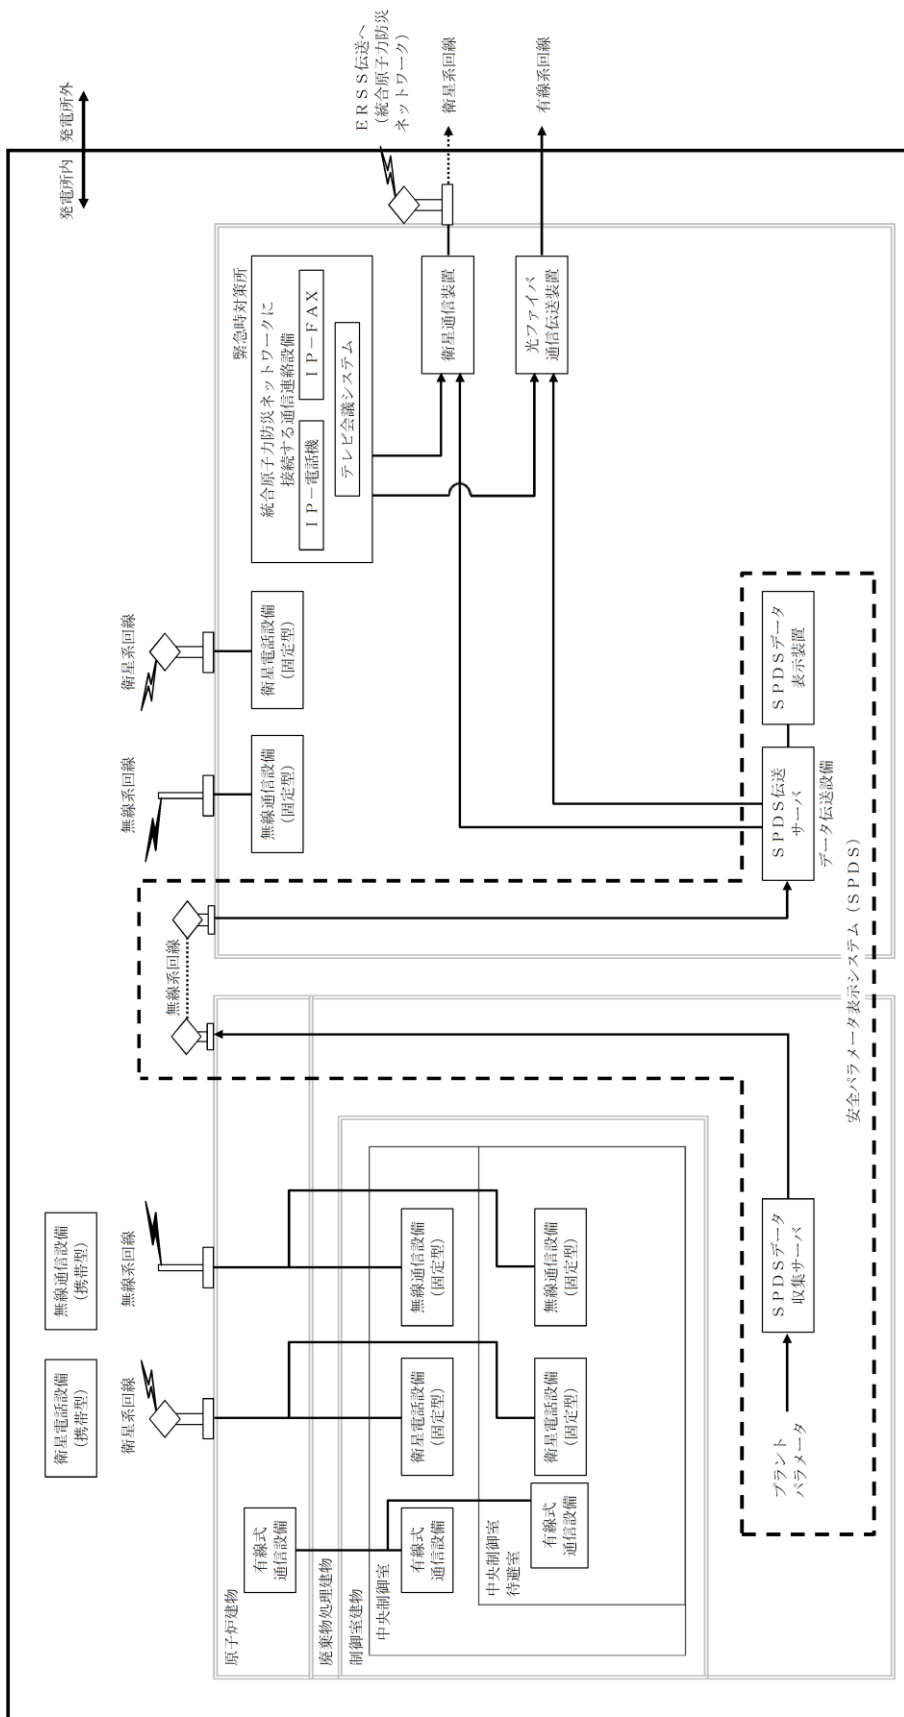 発電所内 発電所外
ERSS伝送へ
(統合原子力防災
ネットワーク)
衛星系回線
有線系回線
緊急時対策所
統合原子力防災ネットワークに
接続する通信連絡設備
IP-電話機
IP-FAX
テレビ会議システム
衛星通信装置
光ファイバ
通信伝送装置
衛星系回線
衛星電話設備
(固定型)
無線系回線
無線通信設備
(固定型)
SPDSデータ
表示装置
SPDS伝送
サーバ
データ伝送設備
無線系回線
安全パラメータ表示システム(SPDS)
無線通信設備
(携帯型)
無線系回線
衛星電話設備
(携帯型)
衛星系回線
無線通信設備
(固定型)
無線通信設備
(固定型)
衛星電話設備
(固定型)
衛星電話設備
(固定型)
有線式
通信設備
有線式
通信設備
有線式
通信設備
原子炉建物
廃棄物処理建物
制御室建物
中央制御室
中央制御室
待避室
SPDSデータ
収集サーバ
プラント
パラメータ